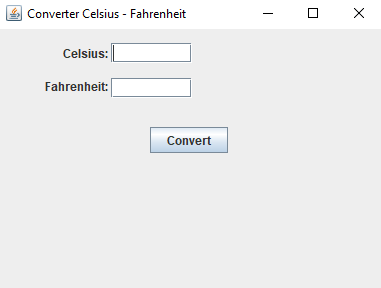 Converter Celsius - Fahrenheit
Celsius:
Fahrenheit:
Convert